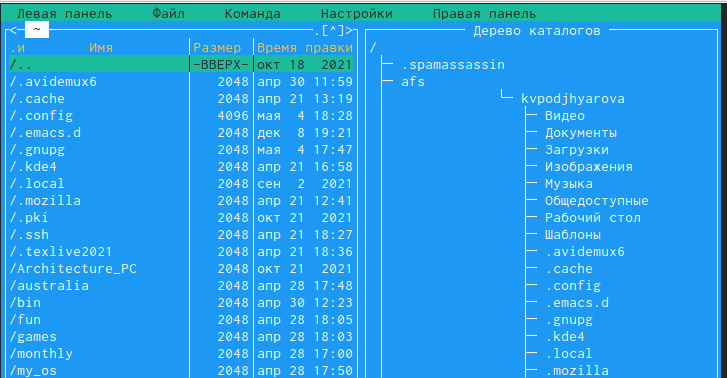 Левая панель Файл Команда Настройки Правая панель
<─ ~ .[^]>
.и Имя Размер Время правки
/.. -ВВЕРХ- окт 18 2021
/.avidemux6 2048 апр 30 11:59
/.cache 2048 апр 21 13:19
/.config 4096 мая 4 18:28
/.emacs.d 2048 дек 8 19:21
/.gnupg 2048 мая 4 17:47
/.kde4 2048 апр 21 16:58
/.local 2048 сен 2 2021
/.mozilla 2048 апр 21 12:41
/.pki 2048 окт 21 2021
/.ssh 2048 апр 21 18:27
/.texlive2021 2048 апр 21 18:36
/Architecture_PC 2048 окт 21 2021
/australia 2048 апр 28 17:48
/bin 2048 апр 30 12:23
/fun 2048 апр 28 18:05
/games 2048 апр 28 18:03
/monthly 2048 апр 28 17:00
/my_os 2048 апр 28 17:50
Дерево каталогов
/
.spamassassin
afs
kvpodjhyarova
Видео
Документы
Загрузки
Изображения
Музыка
Общедоступные
Рабочий стол
Шаблоны
.avidemux6
.cache
.config
.emacs.d
.gnupg
.kde4
.local
.mozilla